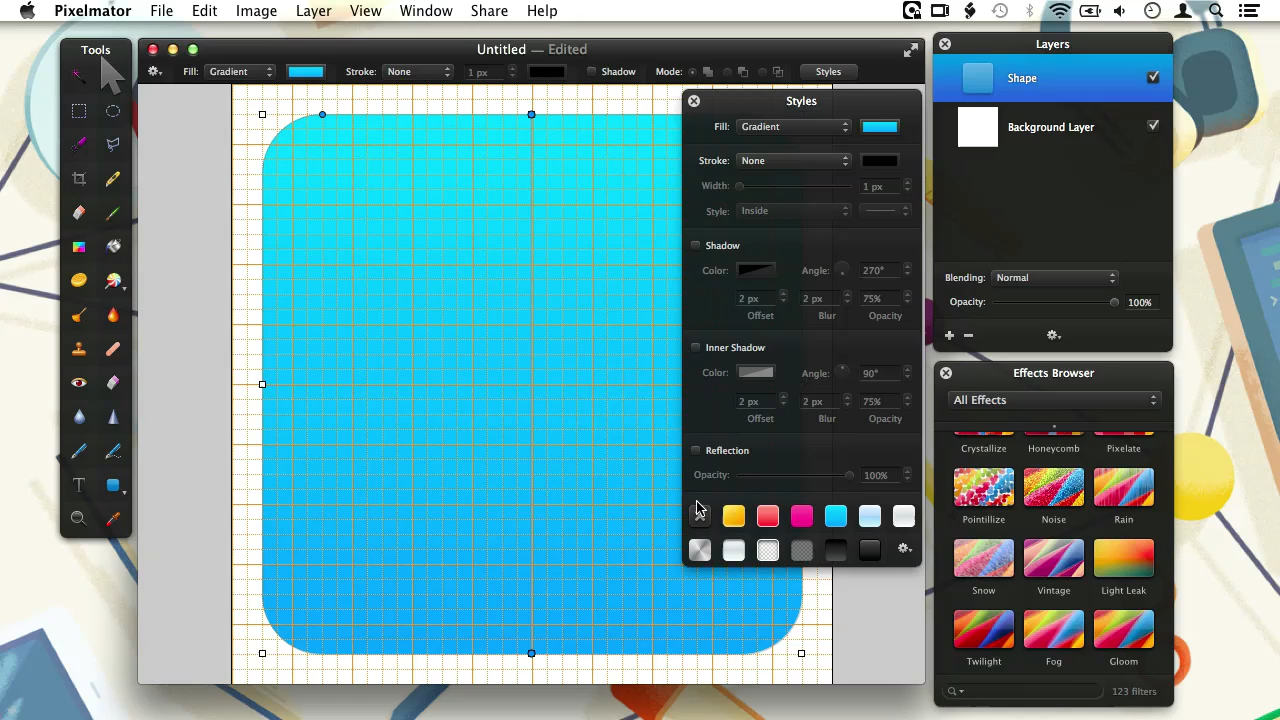 Pixelmator File Edit Image Layer View Window Share Help
Tools
Untitled — Edited
Fill: Gradient Stroke: None 1 px Shadow Mode: Styles
Styles
Fill: Gradient
Stroke: None
Width: 1 px
Style: Inside
Shadow
Color: Angle: 270°
2 px 2 px 75%
Offset Blur Opacity
Inner Shadow
Color: Angle: 90°
2 px 2 px 75%
Offset Blur Opacity
Reflection
Opacity: 100%
Layers
Shape
Background Layer
Blending: Normal
Opacity: 100%
Effects Browser
All Effects
Crystallize Honeycomb Pixelate
Pointillize Noise Rain
Snow Vintage Light Leak
Twilight Fog Gloom
123 filters